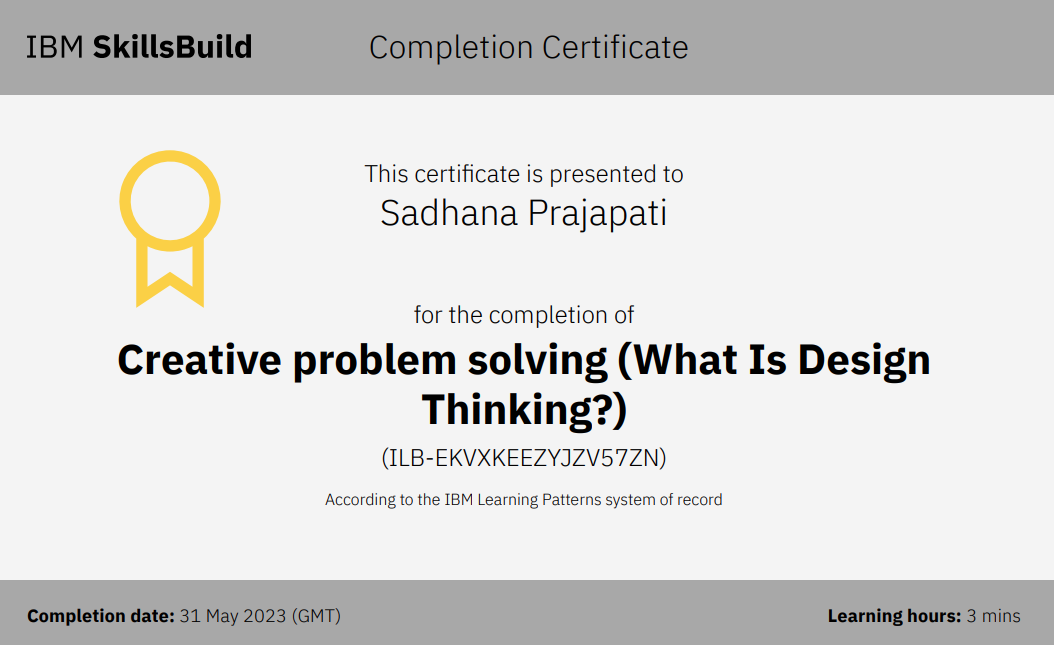 IBM SkillsBuild
Completion Certificate
This certificate is presented to
Sadhana Prajapati
for the completion of
Creative problem solving (What Is Design
Thinking?)
(ILB-EKVXKEEZYJZV57ZN)
According to the IBM Learning Patterns system of record
Completion date: 31 May 2023 (GMT)
Learning hours: 3 mins